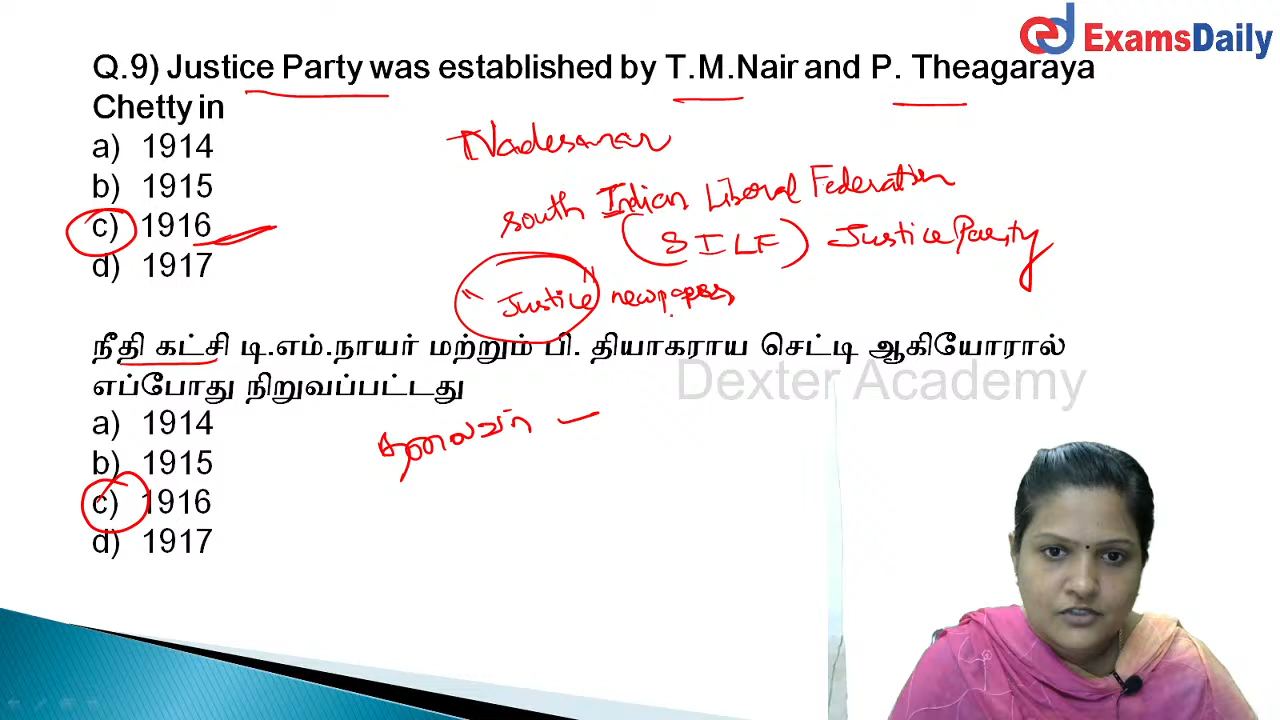 ExamsDaily
Q.9) Justice Party was established by T.M.Nair and P. Theagaraya
Chetty in
a) 1914
b) 1915
c) 1916
d) 1917
South Indian Liberal Federation
(SILF) Justice Party
"Justice" newspaper
நீதி கட்சி டி.எம்.நாயர் மற்றும் பி. தியாகராய செட்டி ஆகியோரால்
எப்போது நிறுவப்பட்டது
Dexter Academy
a) 1914
b) 1915
c) 1916
d) 1917